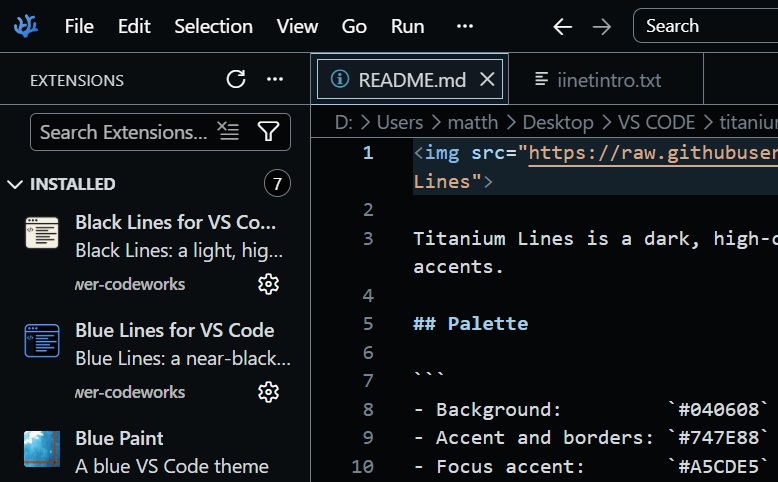 File Edit Selection View Go Run ··· Search
EXTENSIONS ···
README.md iinetintro.txt
D: > Users > matth > Desktop > VS CODE >
Search Extensions...
INSTALLED 7
Black Lines for VS Co...
Black Lines: a light, hig...
wer-codeworks
Blue Lines for VS Code
Blue Lines: a near-black...
wer-codeworks
Blue Paint
A blue VS Code theme
1 <img src="https://raw.githubuser
Lines">
2
3 Titanium Lines is a dark, high-c
accents.
4
5 ## Palette
6
7 ```
8 - Background: `#040608`
9 - Accent and borders: `#747E88`
10 - Focus accent: `#A5CDE5`